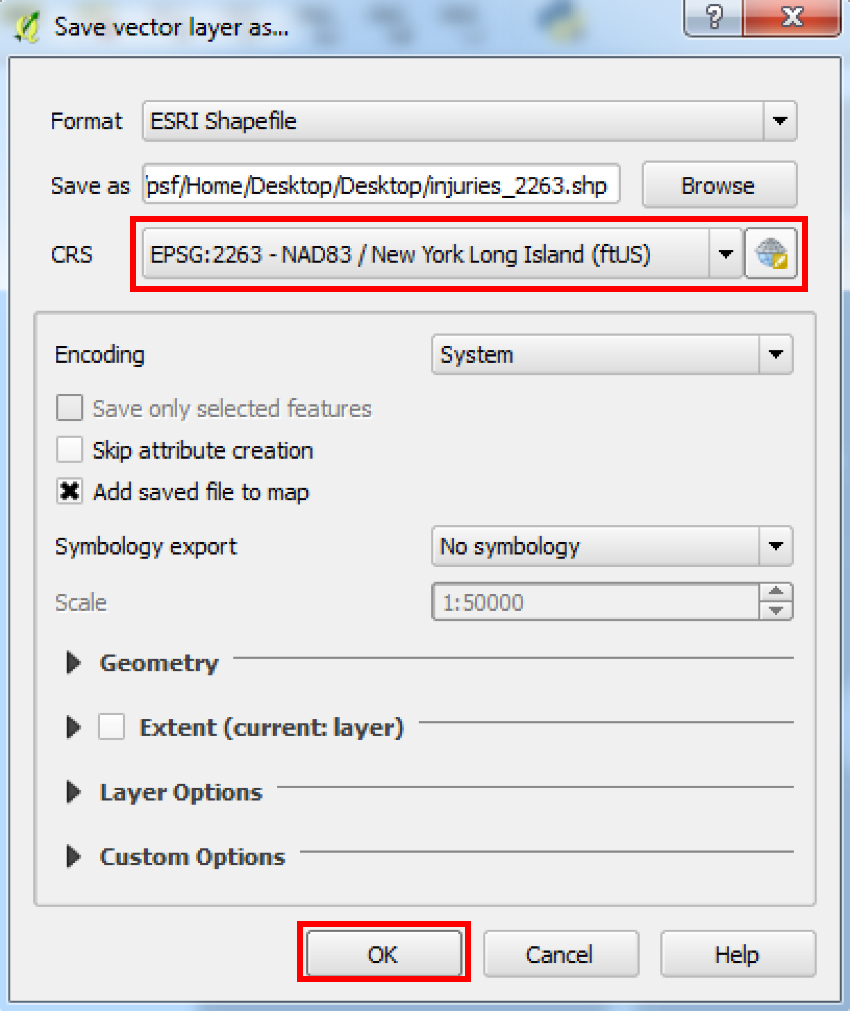 Save vector layer as...
?
Format ESRI Shapefile
Save as psf/Home/Desktop/Desktop/injuries_2263.shp Browse
CRS EPSG:2263 - NAD83 / New York Long Island (ftUS)
Encoding System
Save only selected features
Skip attribute creation
Add saved file to map
Symbology export No symbology
Scale 1:50000
Geometry
Extent (current: layer)
Layer Options
Custom Options
OK Cancel Help